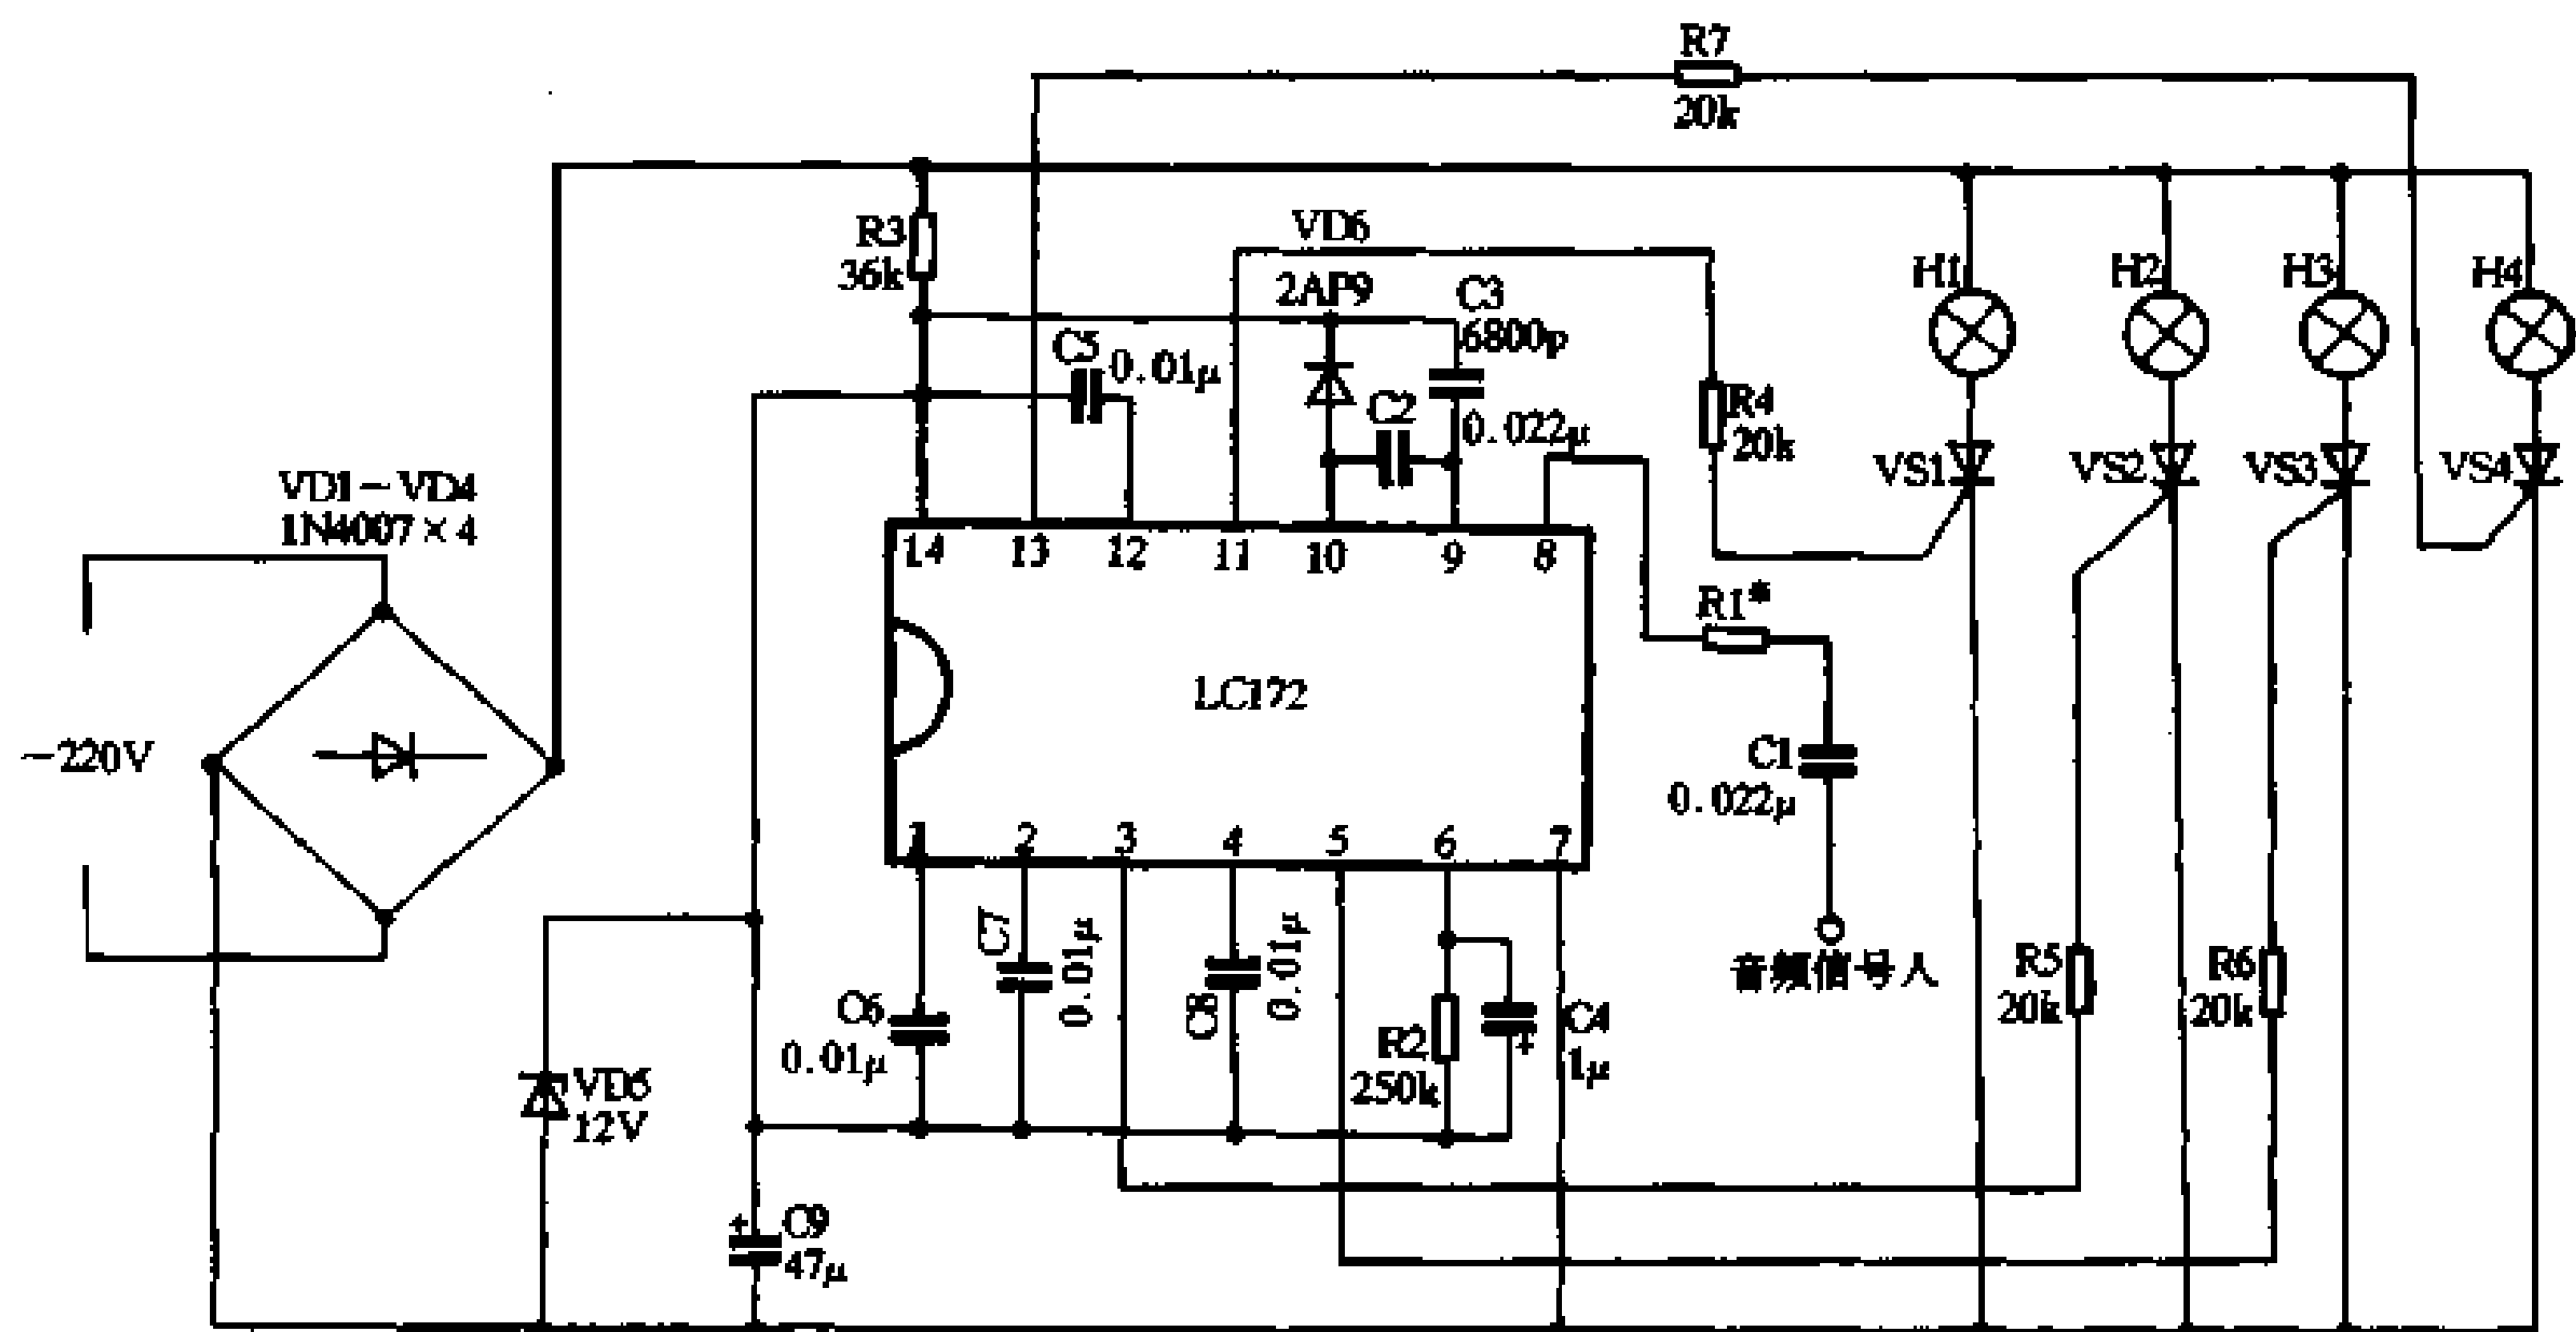 R7
20k
R3
36k
VD6
2AP9
C3
6800p
C5
0.01μ
C2
0.022μ
R4
20k
H1
H2
H3
H4
VS1
VS2
VS3
VS4
VD1~VD4
1N4007×4
14 13 12 11 10 9 8
R1*
LC172
~220V
C1
0.022μ
1 2 3 4 5 6 7
音频信号入
C7
0.01μ
C8
0.01μ
C6
0.01μ
R2
250k
C4
+
1μ
R5
20k
R6
20k
VD5
12V
+
C9
47μ